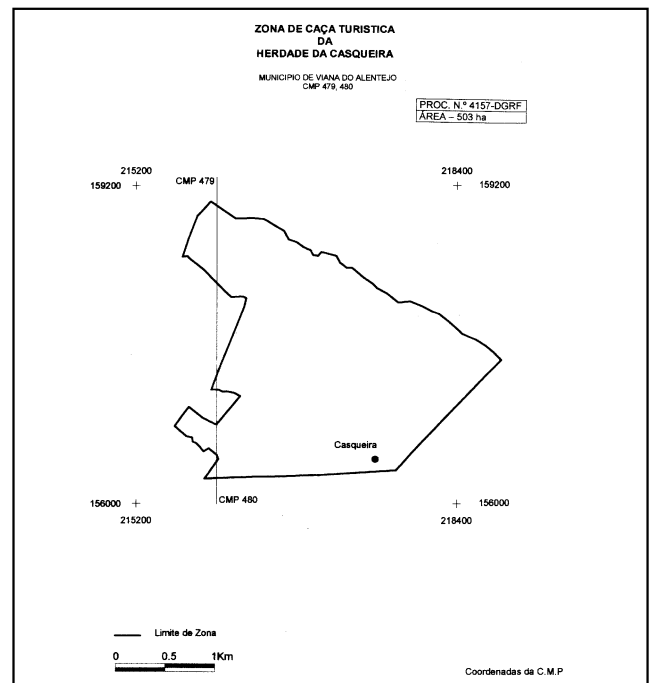 ZONA DE CAÇA TURISTICA
DA
HERDADE DA CASQUEIRA
MUNICIPIO DE VIANA DO ALENTEJO
CMP 479, 480
PROC. N.º 4157-DGRF
ÁREA – 503 ha
215200
218400
159200
CMP 479
159200
Casqueira
156000
CMP 480
156000
215200
218400
Limite de Zona
0 0.5 1Km
Coordenadas da C.M.P